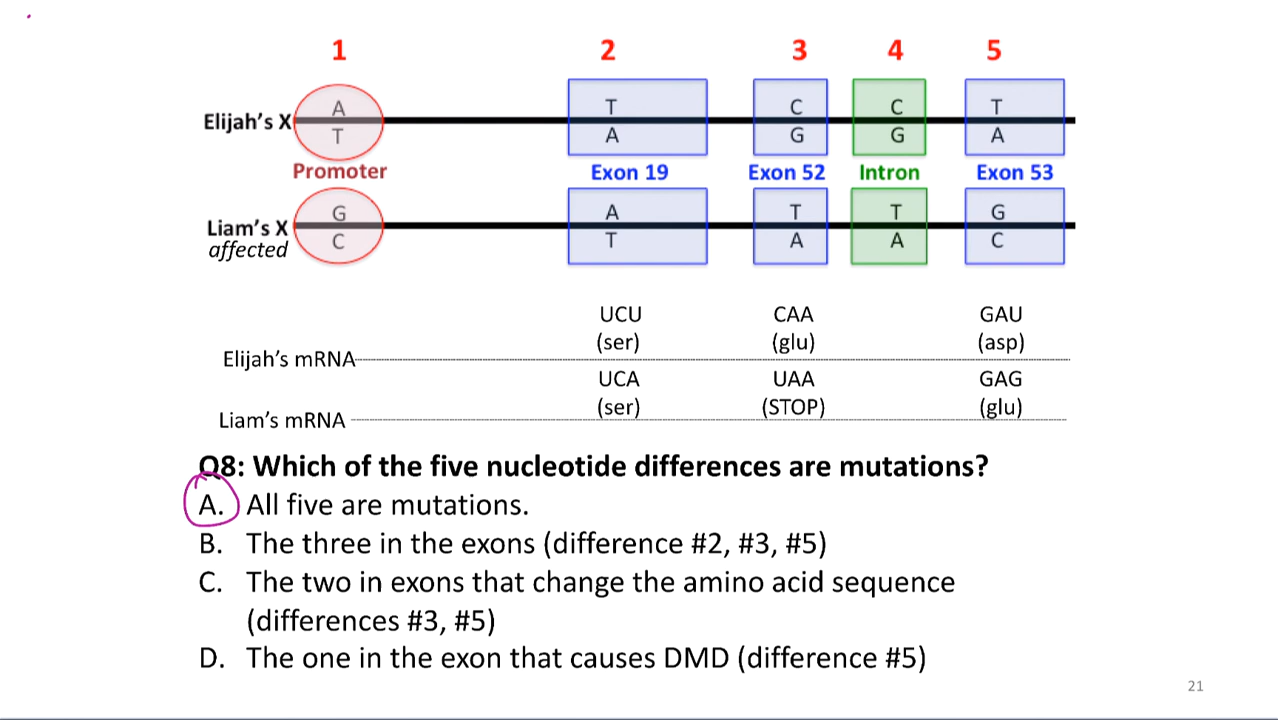 1 2 3 4 5
Elijah's X A T C C T
T A G G A
Promoter Exon 19 Exon 52 Intron Exon 53
Liam's X G A T T G
affected C T A A C
UCU CAA GAU
(ser) (glu) (asp)
Elijah's mRNA
UCA UAA GAG
(ser) (STOP) (glu)
Liam's mRNA
Q8: Which of the five nucleotide differences are mutations?
A. All five are mutations.
B. The three in the exons (difference #2, #3, #5)
C. The two in exons that change the amino acid sequence
(differences #3, #5)
D. The one in the exon that causes DMD (difference #5)
21